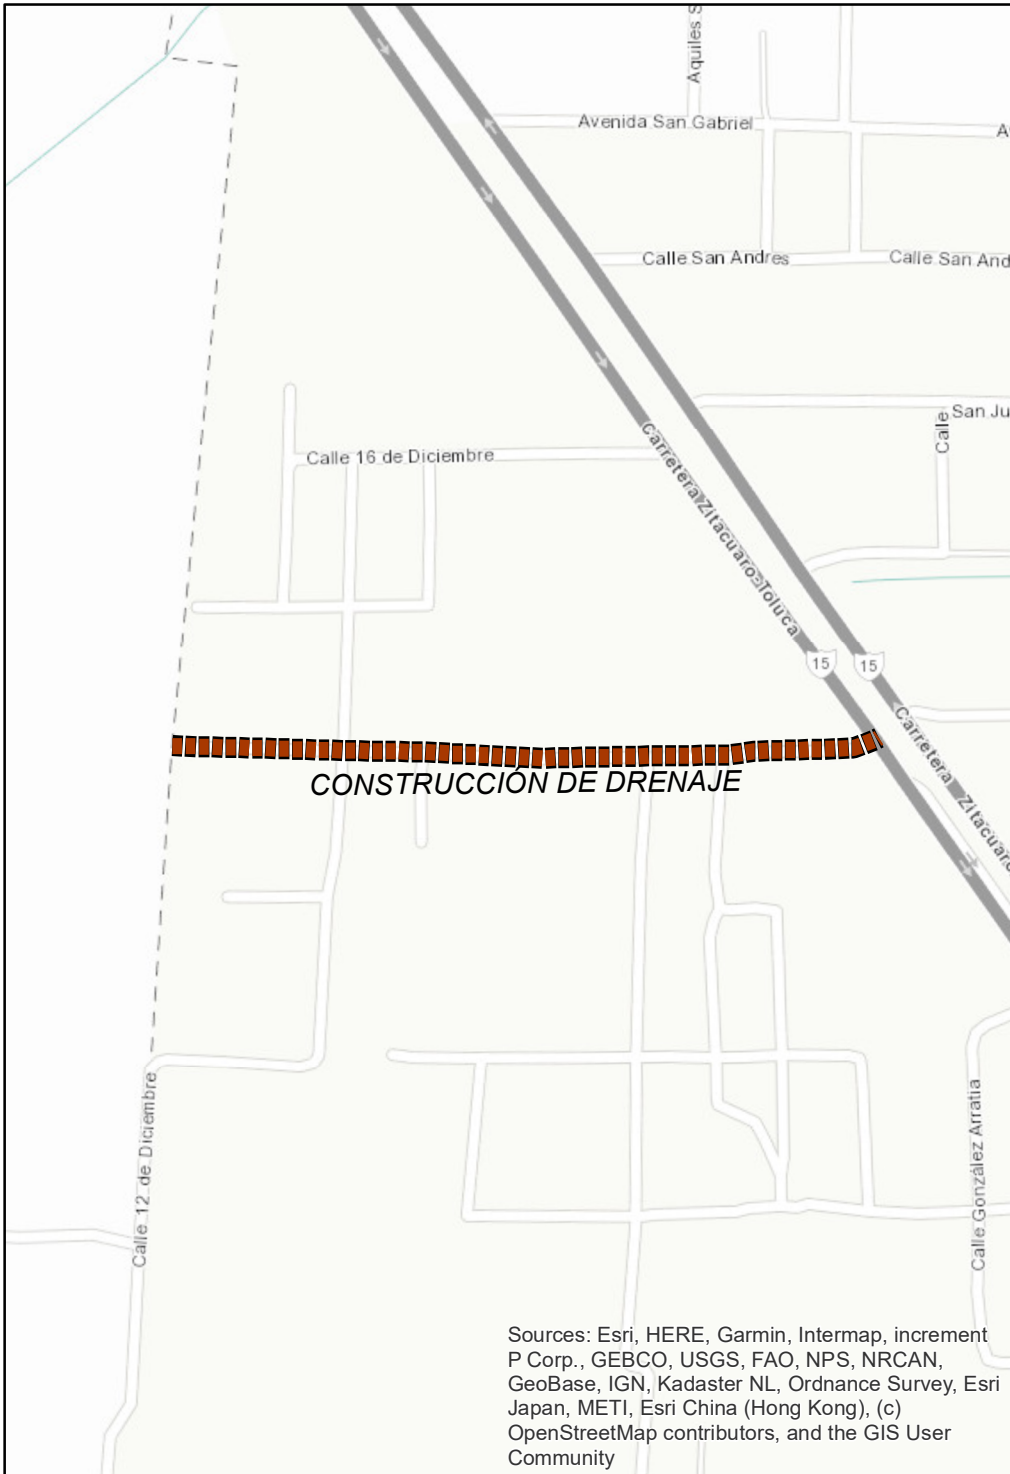 Aquiles S
Avenida San Gabriel
A
Calle San Andres
Calle San And
San Ju
Calle
Calle 16 de Diciembre
Carretera Zitacuaro-Toluca
15
15
Carretera Zitacuaro
CONSTRUCCIÓN DE DRENAJE
Calle 12 de Diciembre
Calle González Arratia
Sources: Esri, HERE, Garmin, Intermap, increment
P Corp., GEBCO, USGS, FAO, NPS, NRCAN,
GeoBase, IGN, Kadaster NL, Ordnance Survey, Esri
Japan, METI, Esri China (Hong Kong), (c)
OpenStreetMap contributors, and the GIS User
Community